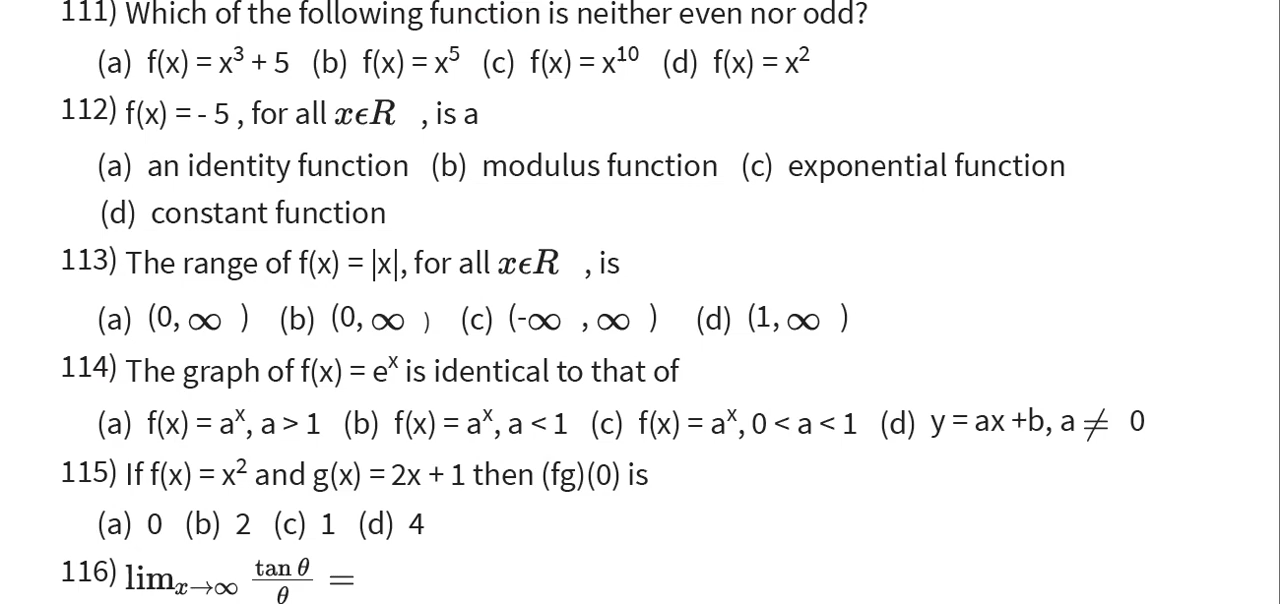 111) Which of the following function is neither even nor odd?
(a) f(x) = x³ + 5 (b) f(x) = x⁵ (c) f(x) = x¹⁰ (d) f(x) = x²
112) f(x) = - 5 , for all xϵR , is a
(a) an identity function (b) modulus function (c) exponential function
(d) constant function
113) The range of f(x) = |x|, for all xϵR , is
(a) (0, ∞ ) (b) (0, ∞ ) (c) (-∞ , ∞ ) (d) (1, ∞ )
114) The graph of f(x) = eˣ is identical to that of
(a) f(x) = aˣ, a > 1 (b) f(x) = aˣ, a < 1 (c) f(x) = aˣ, 0 < a < 1 (d) y = ax +b, a ≠ 0
115) If f(x) = x² and g(x) = 2x + 1 then (fg)(0) is
(a) 0 (b) 2 (c) 1 (d) 4
116) limₓ→∞ tan θ/θ =